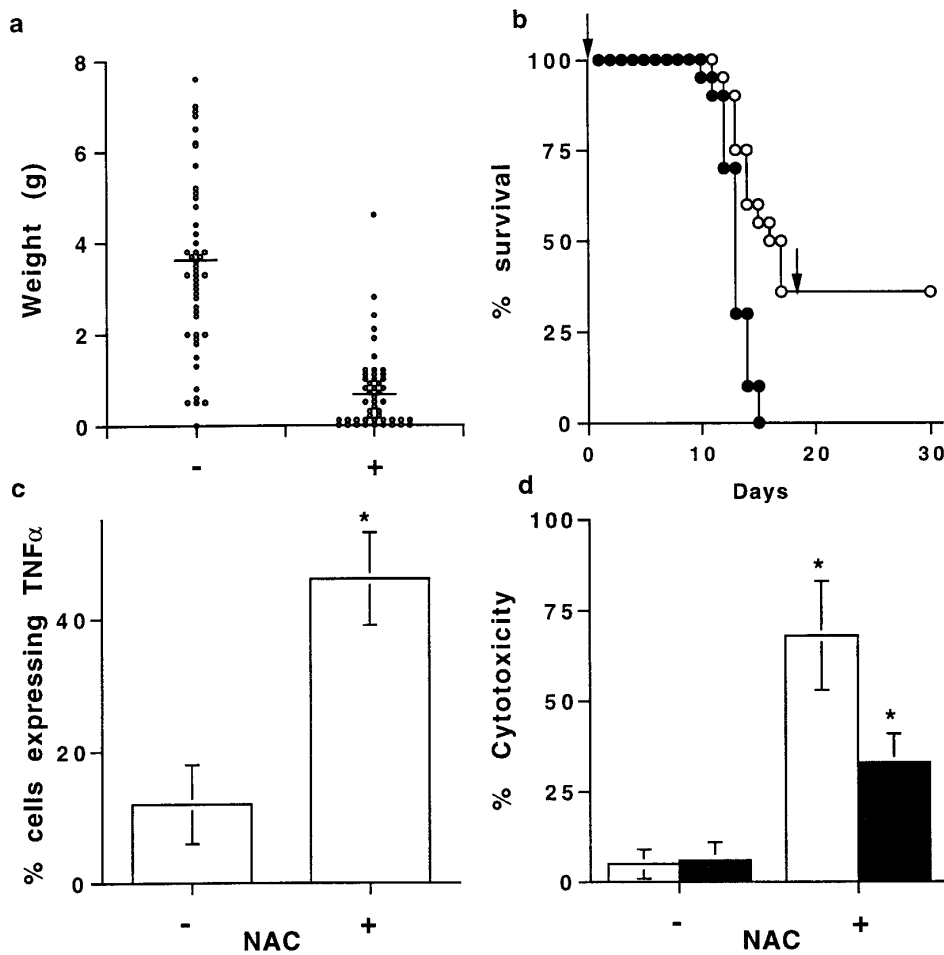 a
Weight (g)
8
6
4
2
0
- +
b
% survival
100
75
50
25
0
0 10 20 30
Days
c
% cells expressing TNFα
40
20
0
*
- +
NAC
d
% Cytotoxicity
100
75
50
25
0
*
*
- +
NAC